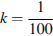 k = 1/100